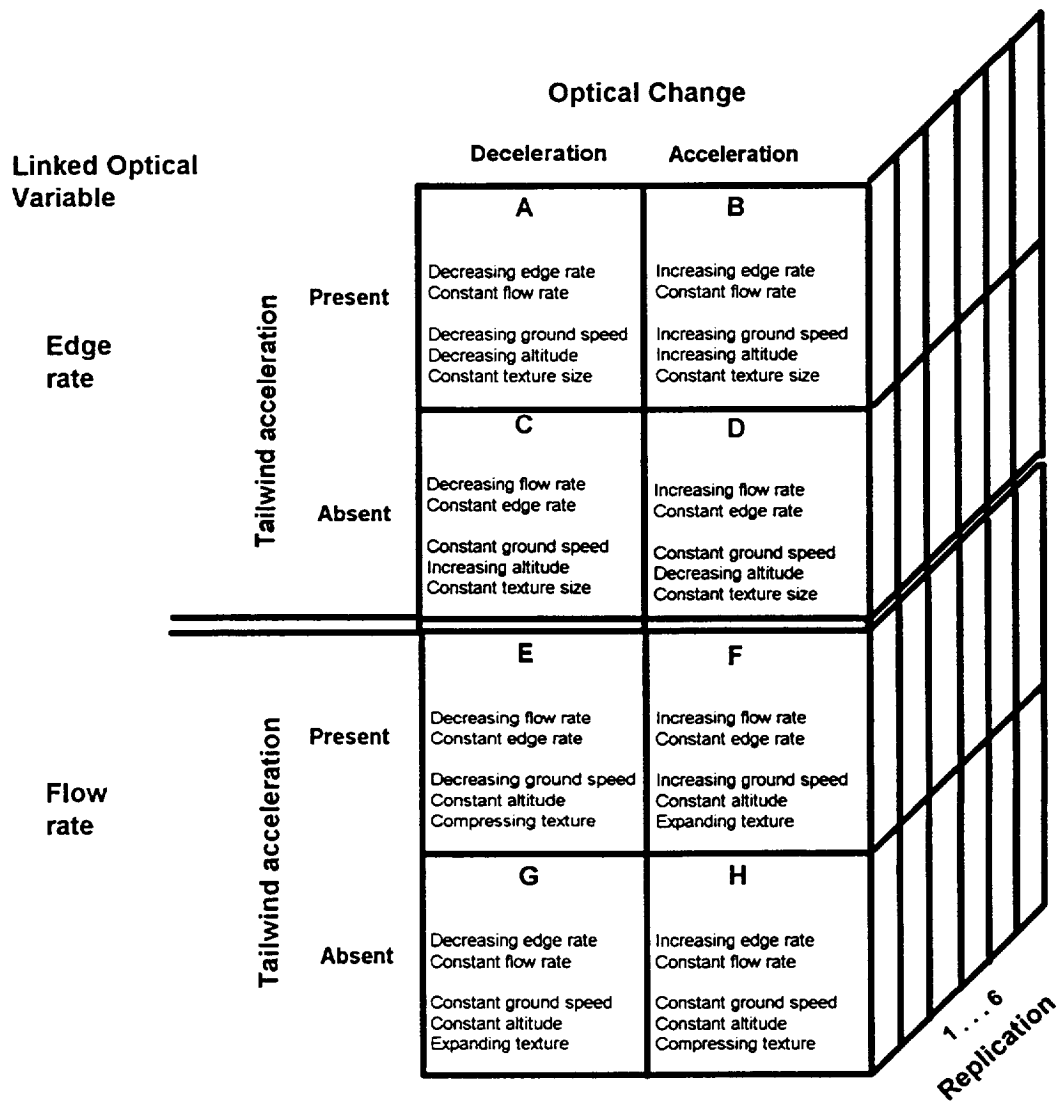 Optical Change
Deceleration
Acceleration
Linked Optical
Variable
Edge
rate
Tailwind acceleration
Present
A
Decreasing edge rate
Constant flow rate
Decreasing ground speed
Decreasing altitude
Constant texture size
B
Increasing edge rate
Constant flow rate
Increasing ground speed
Increasing altitude
Constant texture size
Absent
C
Decreasing flow rate
Constant edge rate
Constant ground speed
Increasing altitude
Constant texture size
D
Increasing flow rate
Constant edge rate
Constant ground speed
Decreasing altitude
Constant texture size
Flow
rate
Tailwind acceleration
Present
E
Decreasing flow rate
Constant edge rate
Decreasing ground speed
Constant altitude
Compressing texture
F
Increasing flow rate
Constant edge rate
Increasing ground speed
Constant altitude
Expanding texture
Absent
G
Decreasing edge rate
Constant flow rate
Constant ground speed
Constant altitude
Expanding texture
H
Increasing edge rate
Constant flow rate
Constant ground speed
Constant altitude
Compressing texture
1 . . . 6
Replication